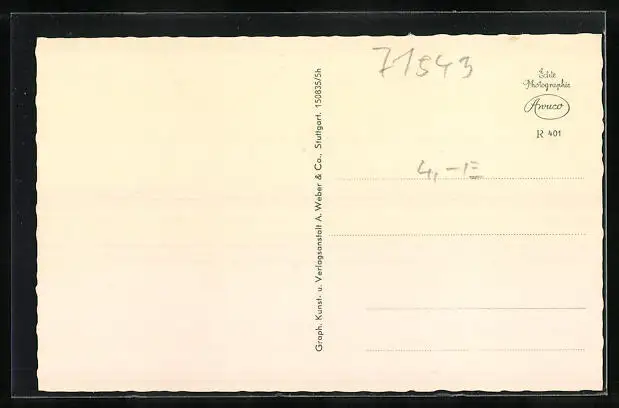 71543
Echte
Photographie
Awuco
R 401
4,-
Graph. Kunst- u. Verlagsanstalt A. Weber & Co., Stuttgart. 150835/5h